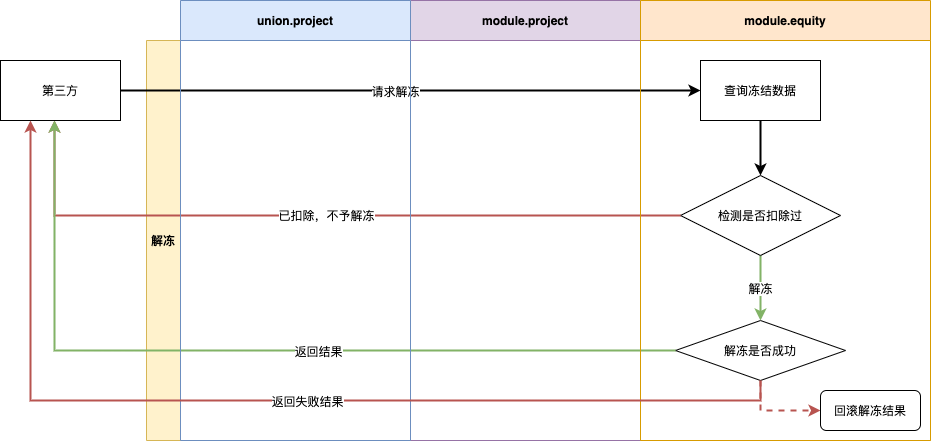 union.project
module.project
module.equity
第三方
请求解冻
查询冻结数据
已扣除，不予解冻
检测是否扣除过
解冻
解冻
返回结果
解冻是否成功
返回失败结果
回滚解冻结果